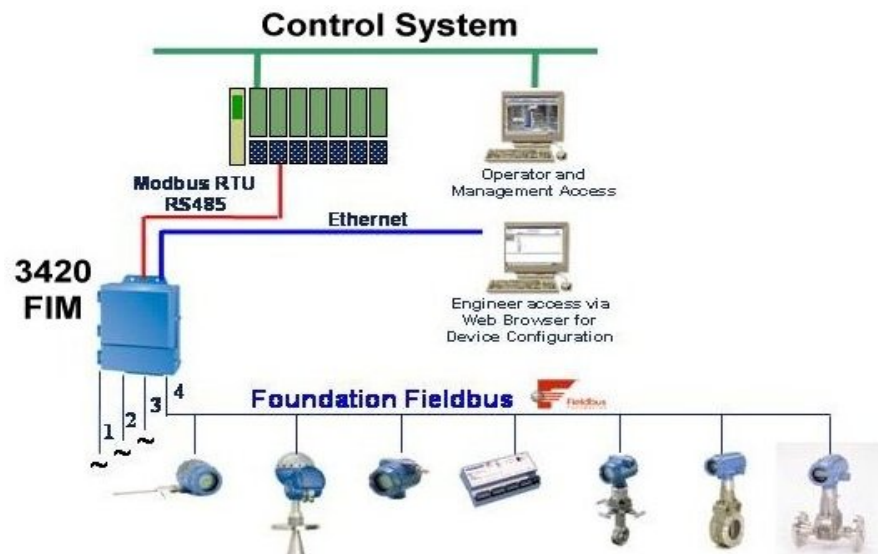 Control System
Modbus RTU
RS485
Operator and
Management Access
Ethernet
3420
FIM
Engineer access via
Web Browser for
Device Configuration
1
2
3
4
Foundation Fieldbus
Fieldbus